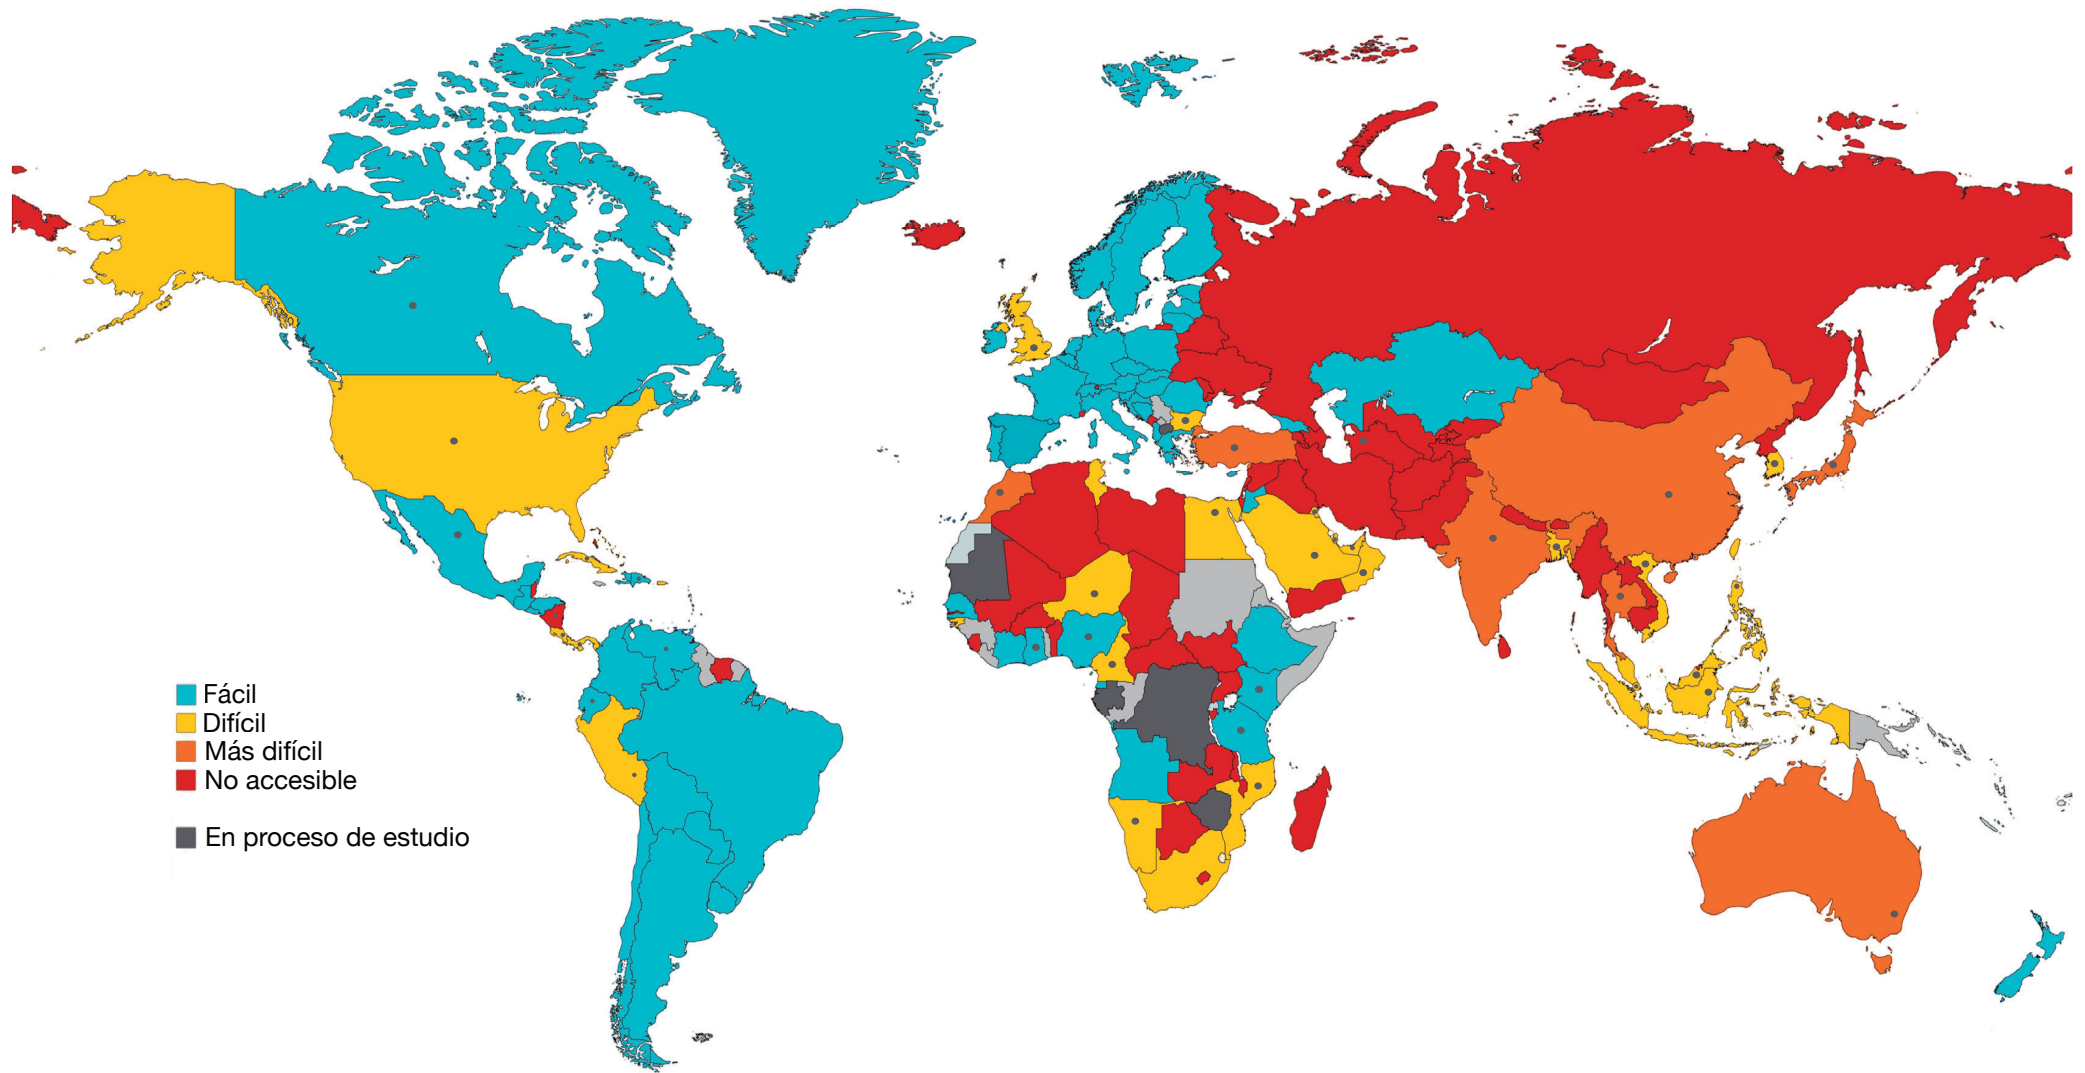 Fácil
Difícil
Más difícil
No accesible
En proceso de estudio